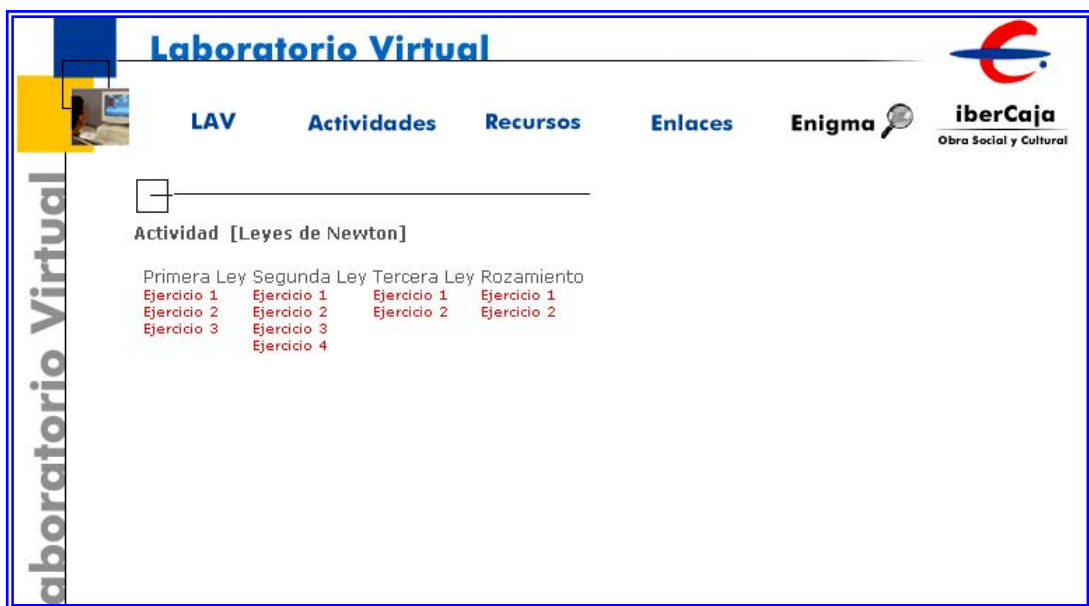 Laboratorio Virtual
LAV Actividades Recursos Enlaces Enigma
iberCaja
Obra Social y Cultural
aboratorio Virtual
Actividad [Leyes de Newton]
Primera Ley Segunda Ley Tercera Ley Rozamiento
Ejercicio 1 Ejercicio 1 Ejercicio 1 Ejercicio 1
Ejercicio 2 Ejercicio 2 Ejercicio 2 Ejercicio 2
Ejercicio 3 Ejercicio 3
Ejercicio 4